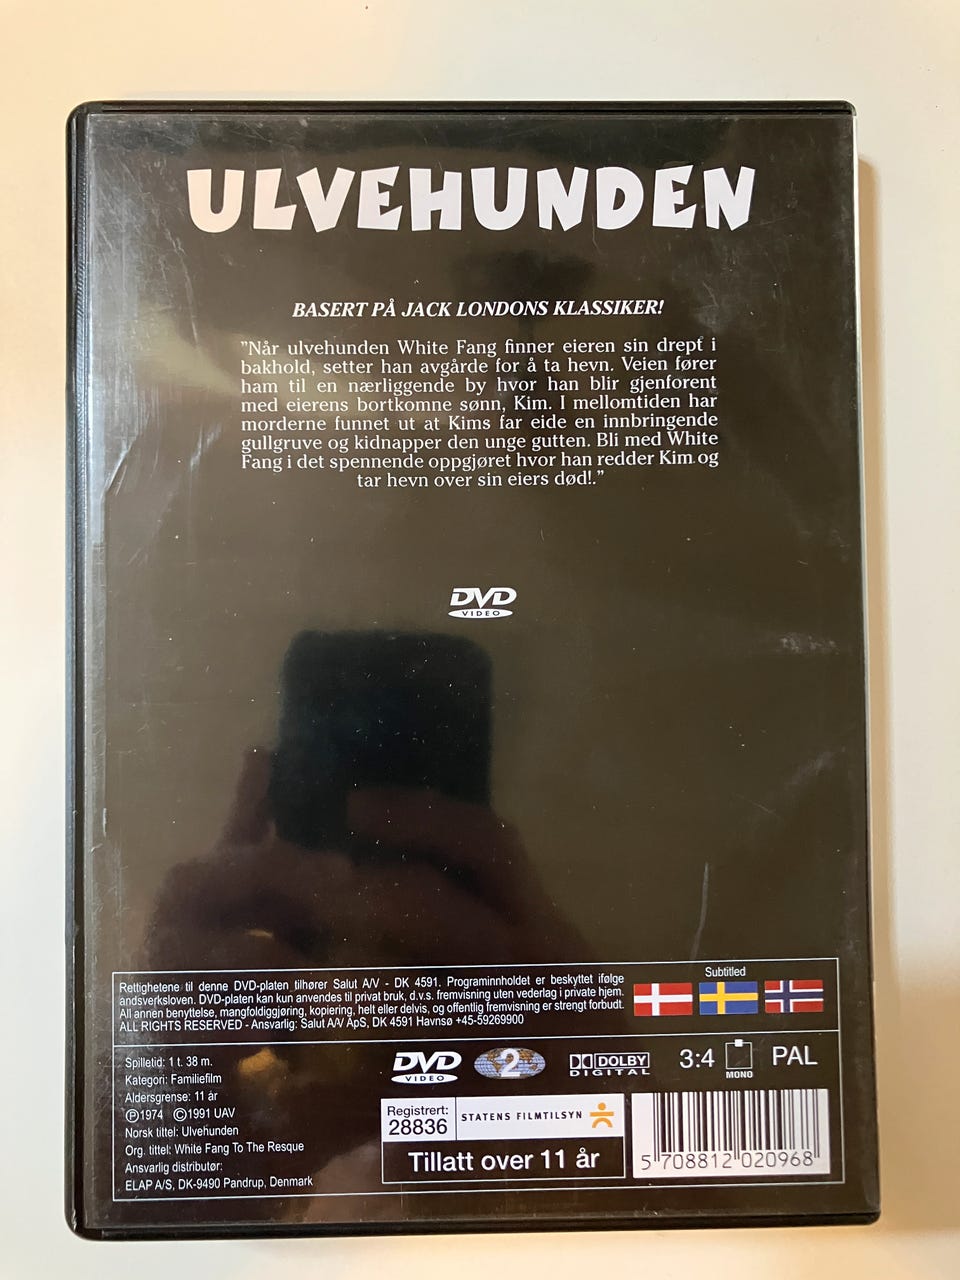 ULVEHUNDEN
BASERT PÅ JACK LONDONS KLASSIKER!
"Når ulvehunden White Fang finner eieren sin drept i
bakhold, setter han avgårde for å ta hevn. Veien fører
ham til en nærliggende by hvor han blir gjenforent
med eierens bortkomne sønn, Kim. I mellomtiden har
morderne funnet ut at Kims far eide en innbringende
gullgruve og kidnapper den unge gutten. Bli med White
Fang i det spennende oppgjøret hvor han redder Kim og
tar hevn over sin eiers død!."
DVD
VIDEO
Rettighetene til denne DVD-platen tilhører Salut A/V - DK 4591. Programinnholdet er beskyttet ifølge
andsverksloven. DVD-platen kan kun anvendes til privat bruk, d.v.s. fremvisning uten vederlag i private hjem.
All annen benyttelse, mangfoldiggjøring, kopiering, helt eller delvis, og offentlig fremvisning er strengt forbudt.
ALL RIGHTS RESERVED - Ansvarlig: Salut A/V ApS, DK 4591 Havnsø +45-59269900
Subtitled
Spilletid: 1 t. 38 m.
Kategori: Familiefilm
Aldersgrense: 11 år
Ⓟ1974 ©1991 UAV
Norsk tittel: Ulvehunden
Org. tittel: White Fang To The Resque
Ansvarlig distributør:
ELAP A/S, DK-9490 Pandrup, Denmark
DVD
VIDEO
2
DOLBY
DIGITAL
3:4
MONO
PAL
Registrert:
28836
STATENS FILMTILSYN
Tillatt over 11 år
5 708812 020968